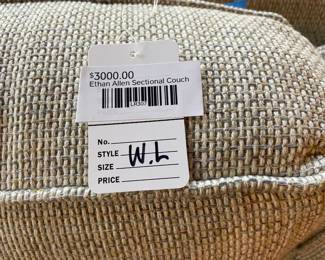 $3000.00
Ethan Allen Sectional Couch
No.
STYLE W.L
SIZE
PRICE